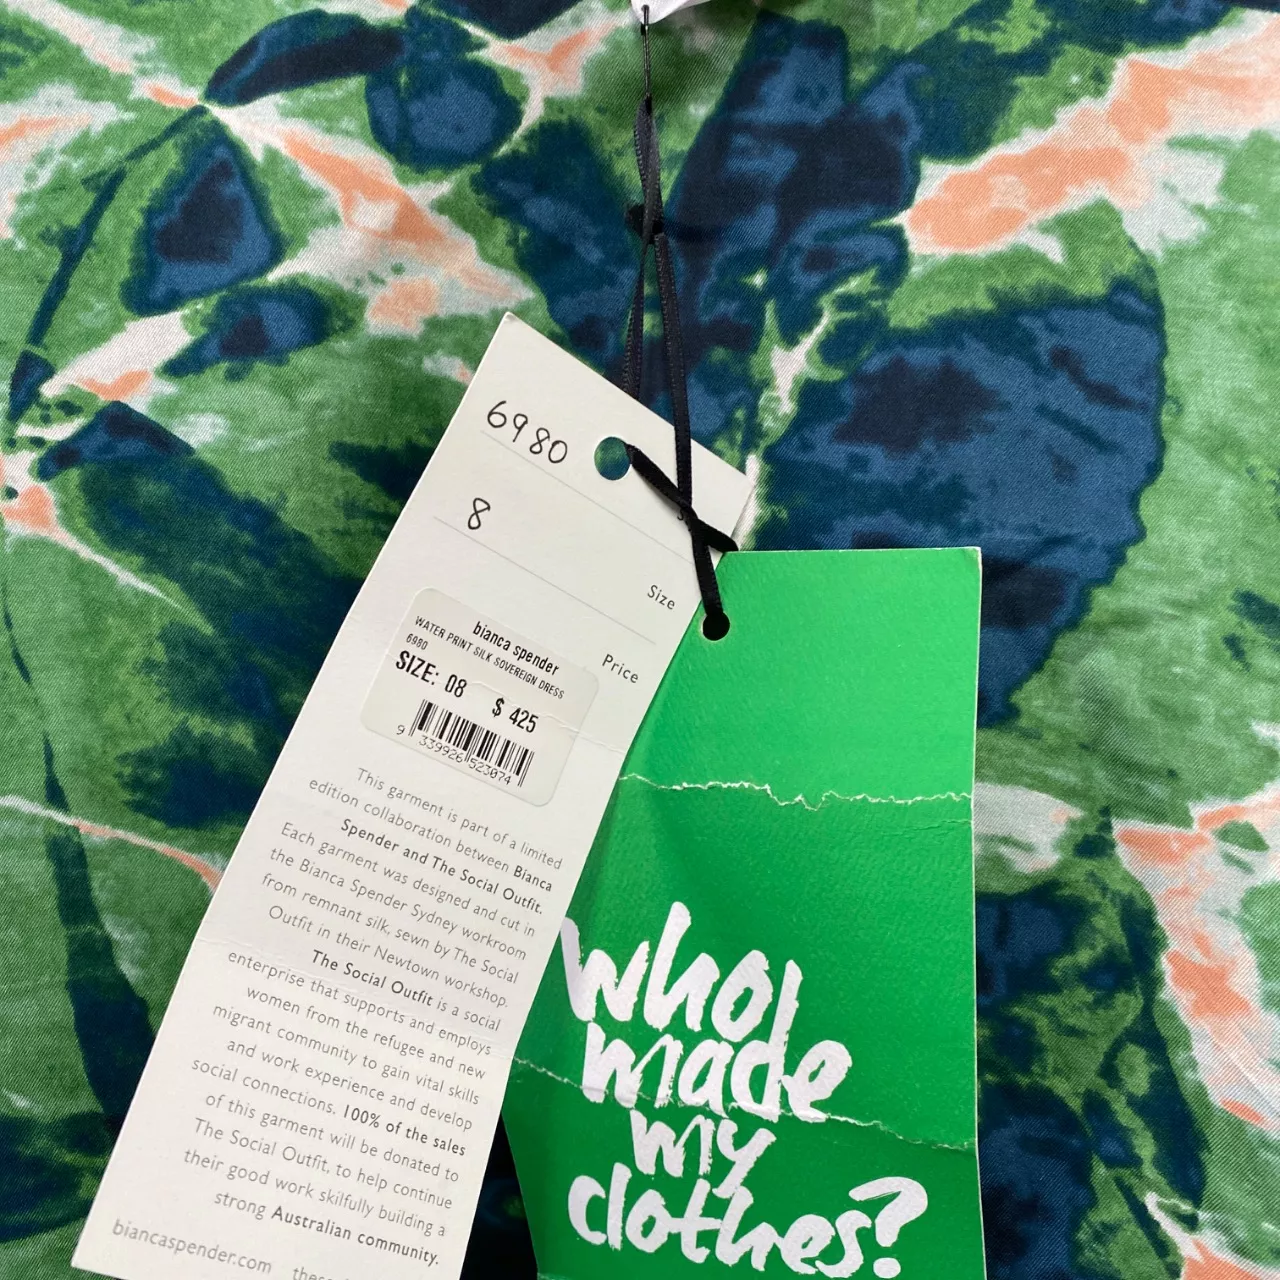 6980
8
Size
Price
bianca spender
WATER PRINT SILK SOVEREIGN DRESS
6980
SIZE: 08
$ 425
9 339926 523074
This garment is part of a limited
edition collaboration between Bianca
Spender and The Social Outfit.
Each garment was designed and cut in
the Bianca Spender Sydney workroom
from remnant silk, sewn by The Social
Outfit in their Newtown workshop.
The Social Outfit is a social
enterprise that supports and employs
women from the refugee and new
migrant community to gain vital skills
and work experience and develop
social connections. 100% of the sales
of this garment will be donated to
The Social Outfit, to help continue
their good work skilfully building a
strong Australian community.
biancaspender.com
who
made
my
clothes?